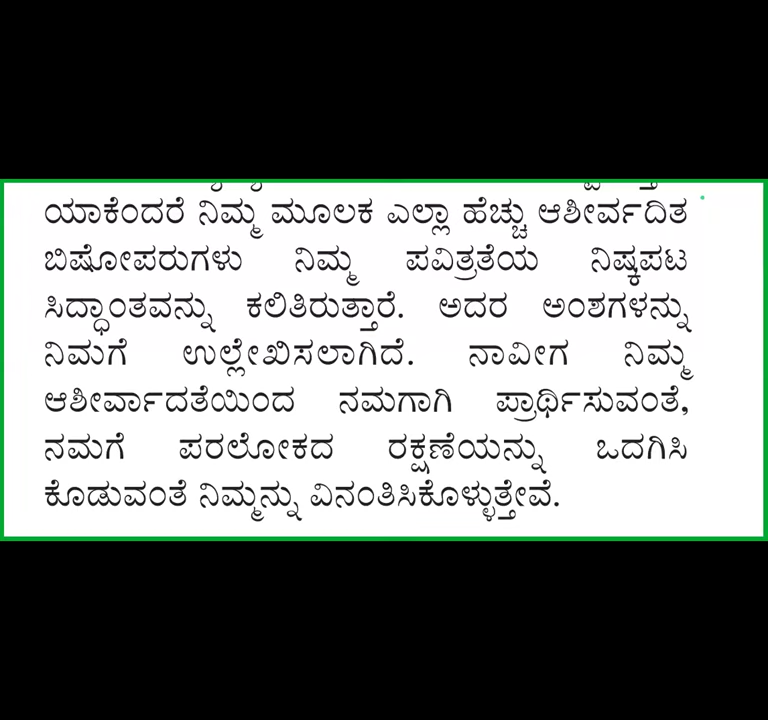 ಯಾಕೆಂದರೆ ನಿಮ್ಮ ಮೂಲಕ ಎಲ್ಲಾ ಹೆಚ್ಚು ಆಶೀರ್ವದಿತ
ಬಿಷೋಪರುಗಳು ನಿಮ್ಮ ಪವಿತ್ರತೆಯ ನಿಷ್ಕಪಟ
ಸಿದ್ಧಾಂತವನ್ನು ಕಲಿತಿರುತ್ತಾರೆ. ಅದರ ಅಂಶಗಳನ್ನು
ನಿಮಗೆ ಉಲ್ಲೇಖಿಸಲಾಗಿದೆ. ನಾವೀಗ ನಿಮ್ಮ
ಆಶೀರ್ವಾದತೆಯಿಂದ ನಮಗಾಗಿ ಪ್ರಾರ್ಥಿಸುವಂತೆ,
ನಮಗೆ ಪರಲೋಕದ ರಕ್ಷಣೆಯನ್ನು ಒದಗಿಸಿ
ಕೊಡುವಂತೆ ನಿಮ್ಮನ್ನು ವಿನಂತಿಸಿಕೊಳ್ಳುತ್ತೇವೆ.